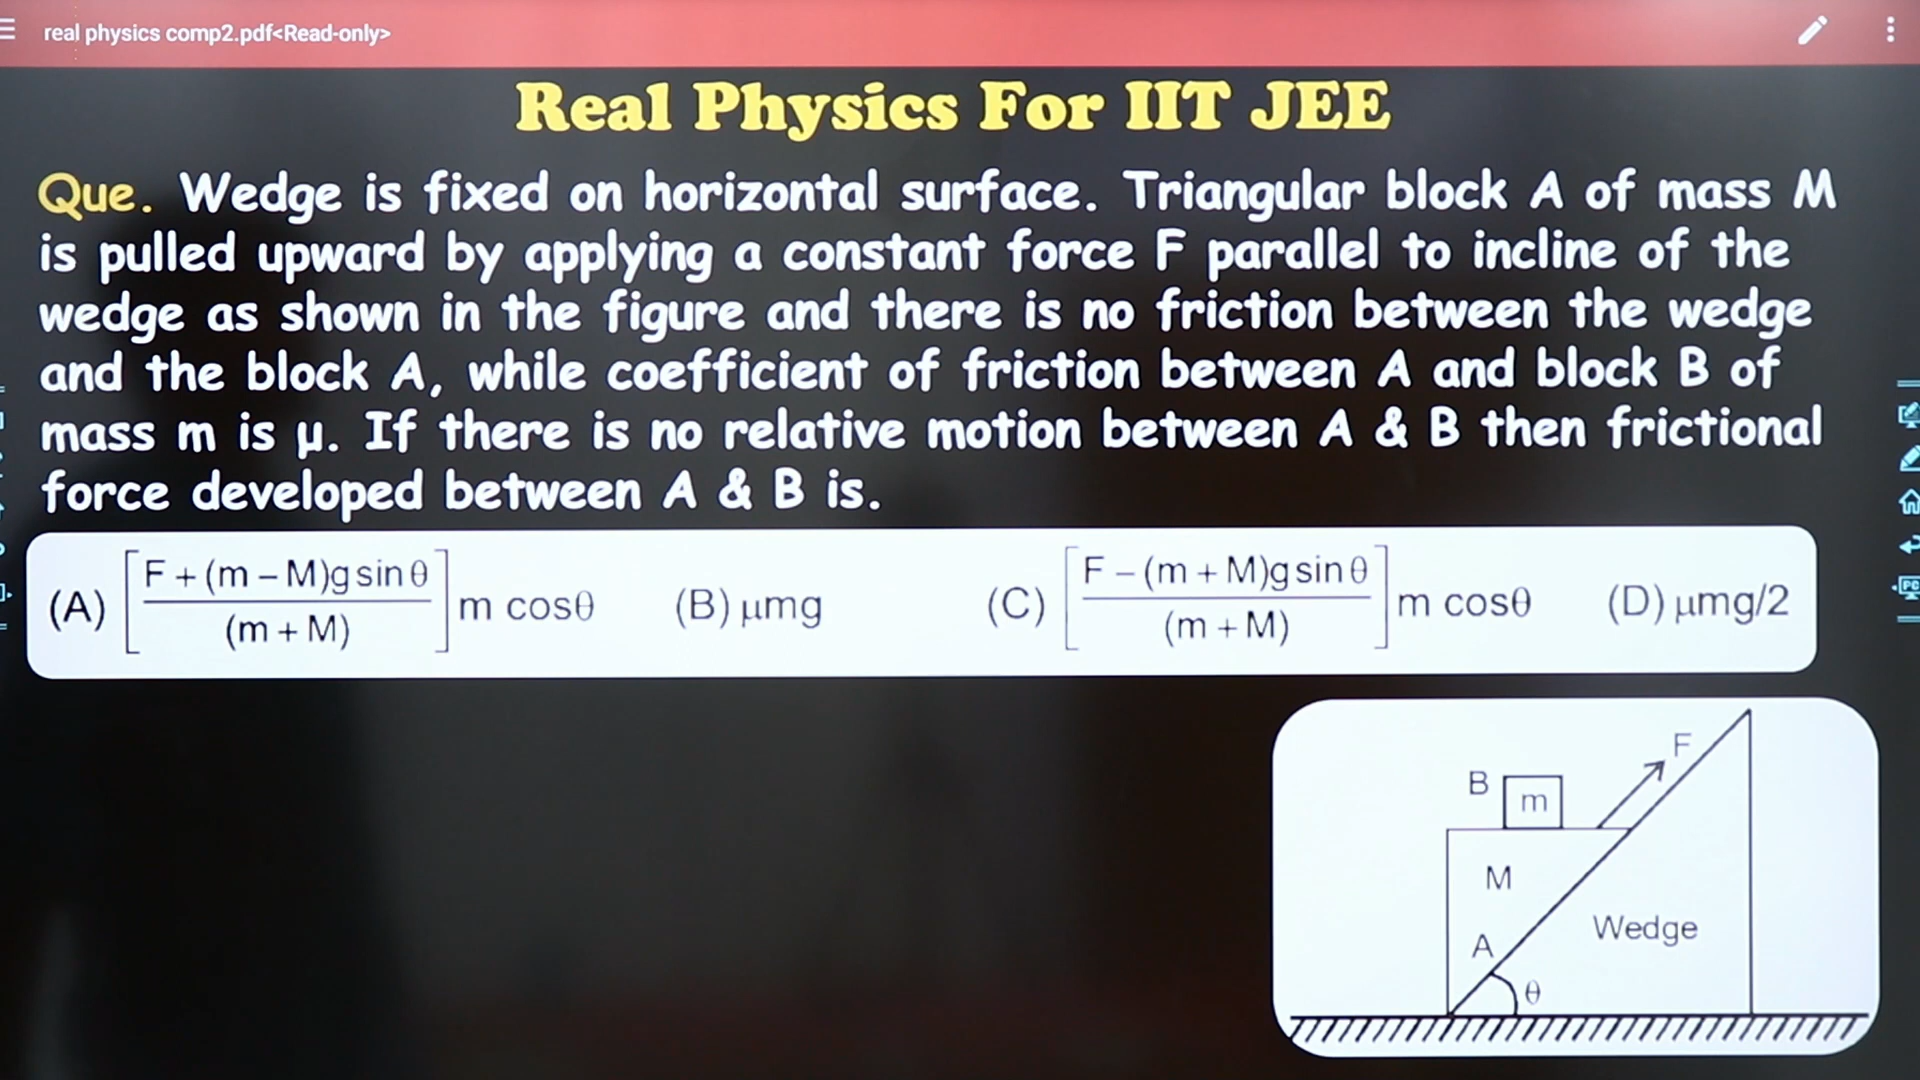 real physics comp2.pdf<Read-only>
Real Physics For IIT JEE
Que. Wedge is fixed on horizontal surface. Triangular block A of mass M
is pulled upward by applying a constant force F parallel to incline of the
wedge as shown in the figure and there is no friction between the wedge
and the block A, while coefficient of friction between A and block B of
mass m is μ. If there is no relative motion between A & B then frictional
force developed between A & B is.
(A) [F + (m – M)g sin θ / (m + M)] m cosθ (B) μmg (C) [F – (m + M)g sin θ / (m + M)] m cosθ (D) μmg/2
F
B m
M
Wedge
A
θ